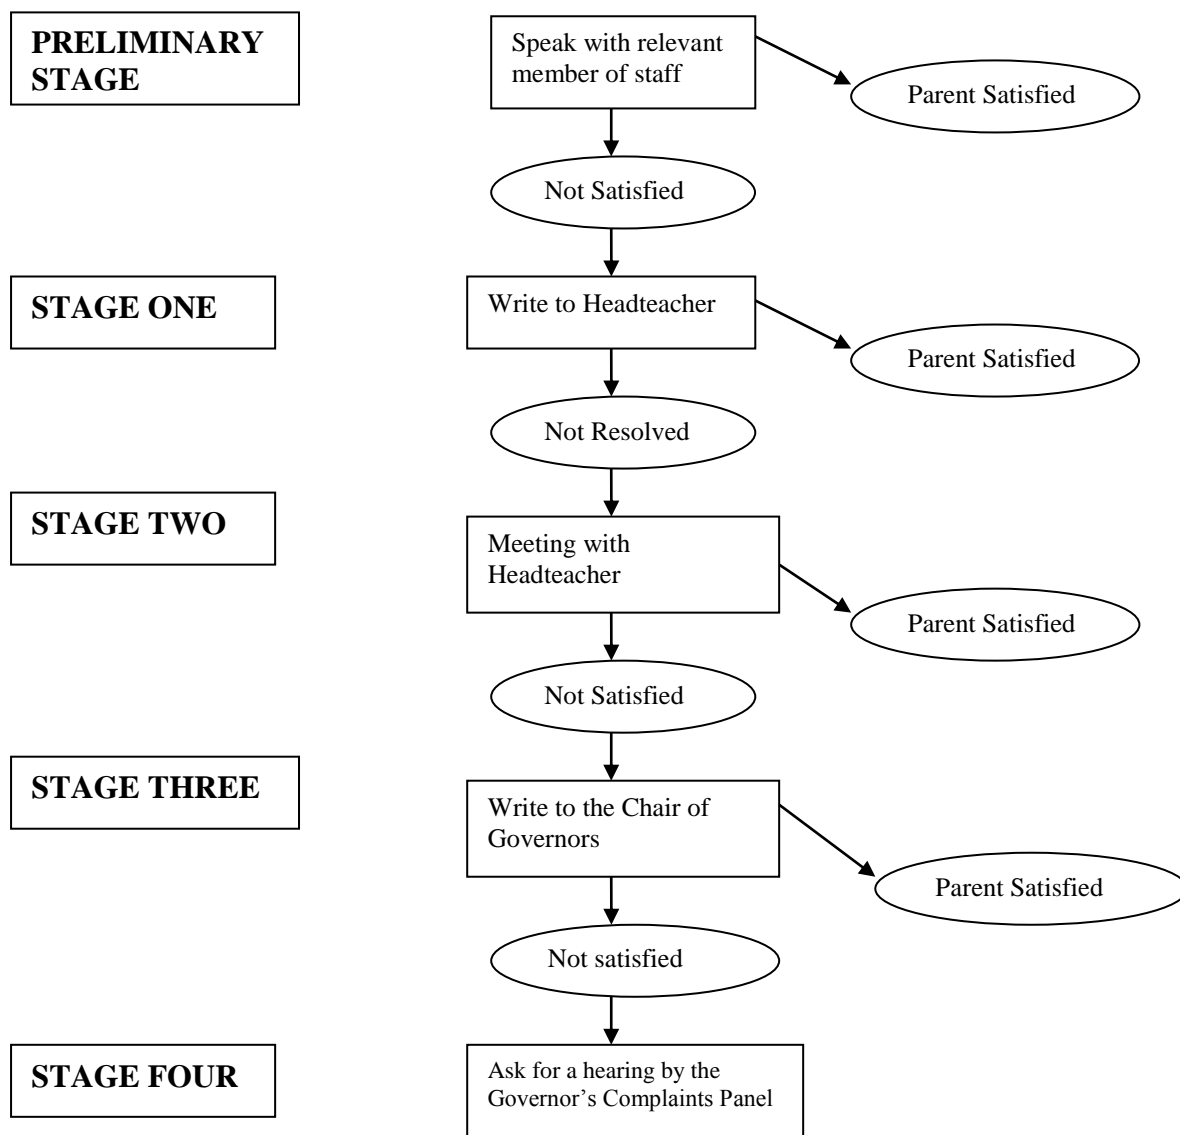 PRELIMINARY
STAGE
Speak with relevant
member of staff
Parent Satisfied
Not Satisfied
STAGE ONE
Write to Headteacher
Parent Satisfied
Not Resolved
STAGE TWO
Meeting with
Headteacher
Parent Satisfied
Not Satisfied
STAGE THREE
Write to the Chair of
Governors
Parent Satisfied
Not satisfied
STAGE FOUR
Ask for a hearing by the
Governor’s Complaints Panel